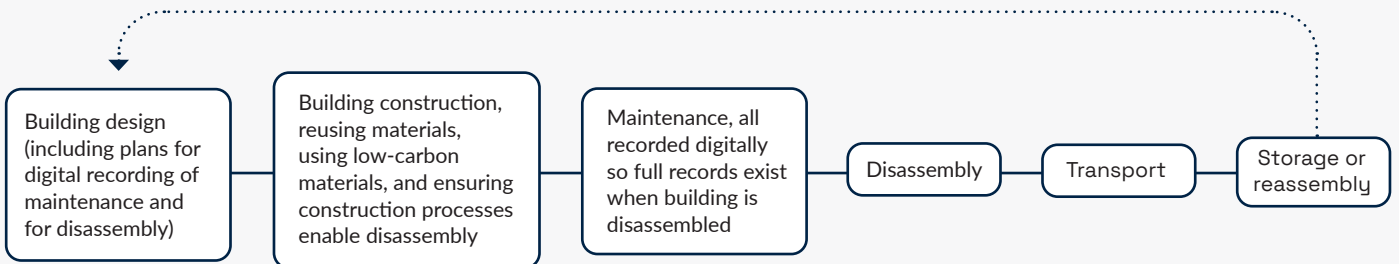 Building design
(including plans for
digital recording of
maintenance and
for disassembly)
Building construction,
reusing materials,
using low-carbon
materials, and ensuring
construction processes
enable disassembly
Maintenance, all
recorded digitally
so full records exist
when building is
disassembled
Disassembly
Transport
Storage or
reassembly